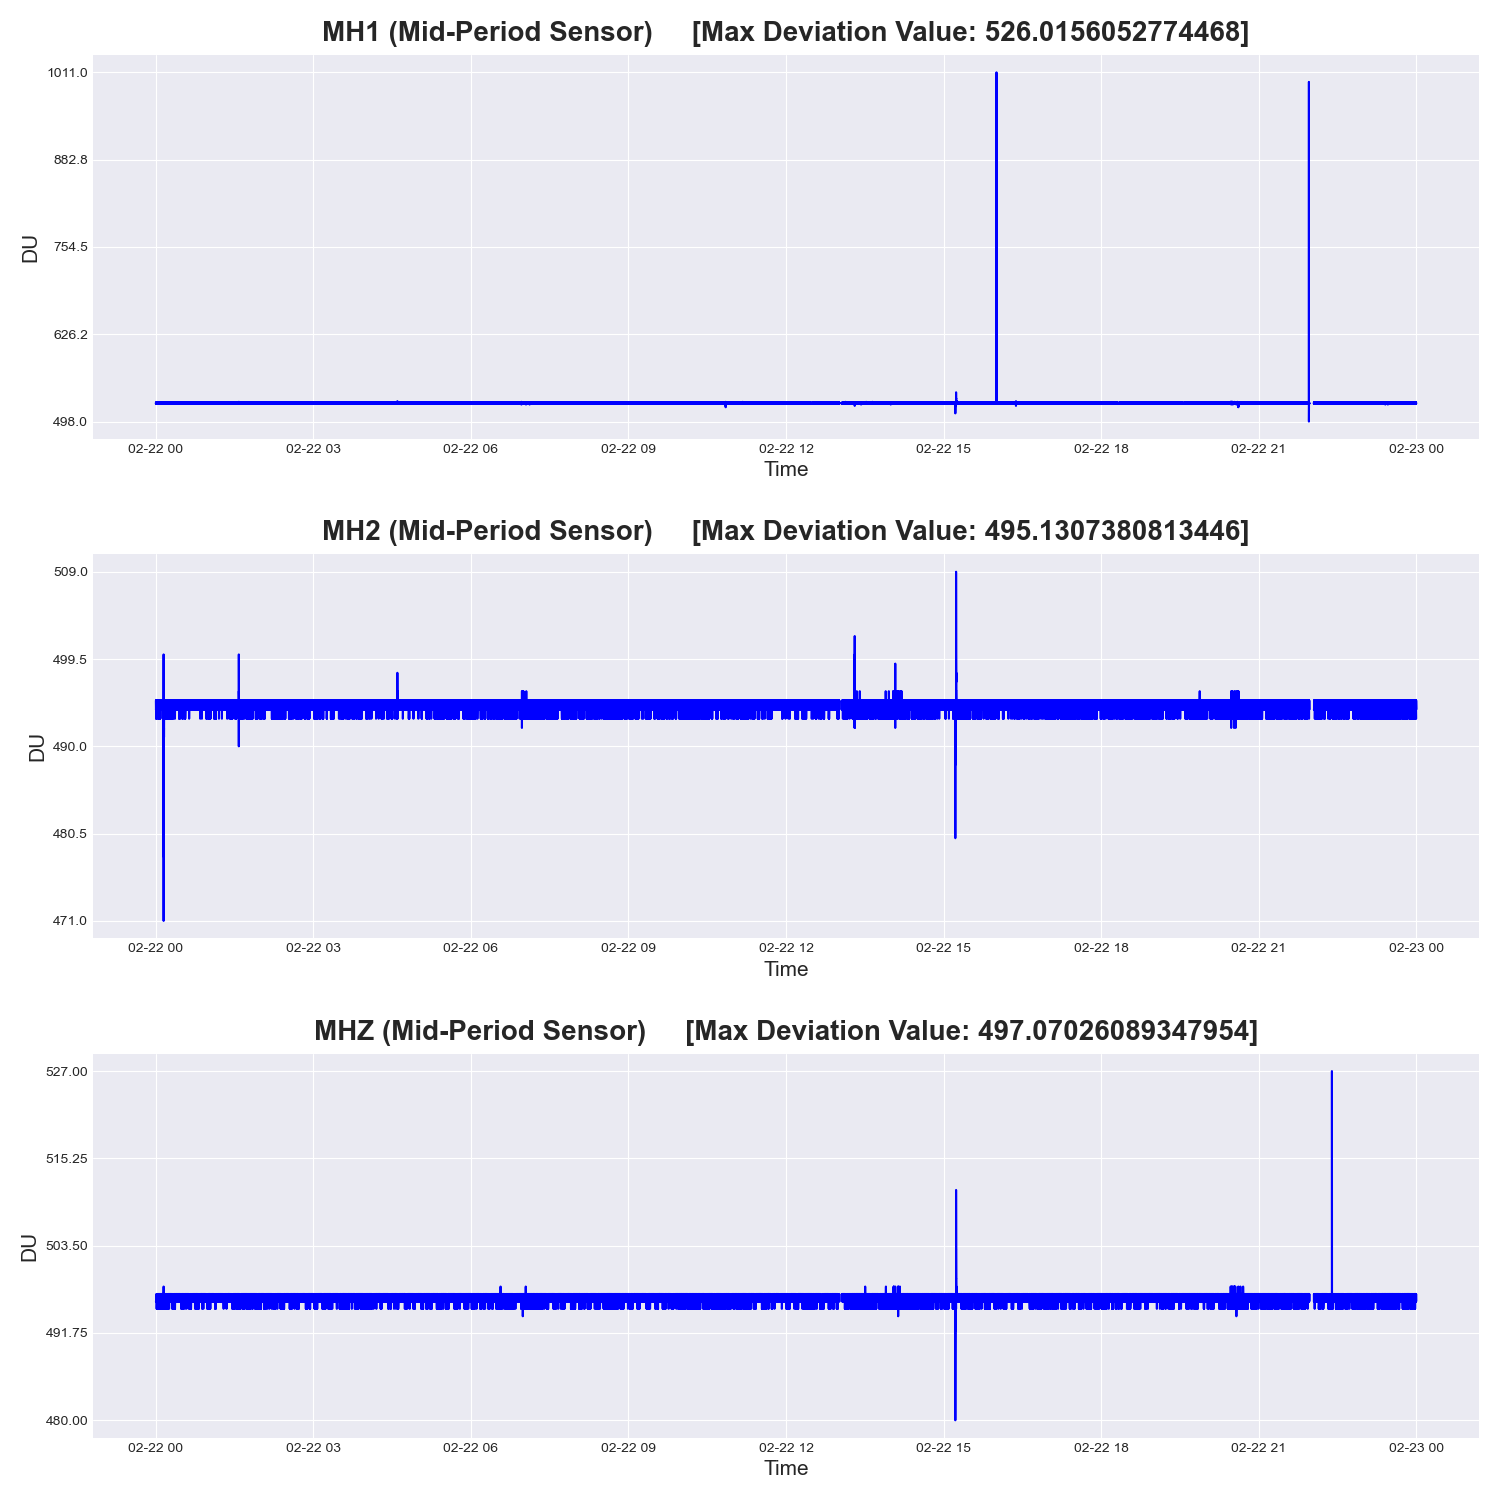 MH1 (Mid-Period Sensor) [Max Deviation Value: 526.0156052774468]
1011.0
882.8
754.5
626.2
498.0
DU
02-22 00 02-22 03 02-22 06 02-22 09 02-22 12 02-22 15 02-22 18 02-22 21 02-23 00
Time
MH2 (Mid-Period Sensor) [Max Deviation Value: 495.1307380813446]
509.0
499.5
490.0
480.5
471.0
DU
02-22 00 02-22 03 02-22 06 02-22 09 02-22 12 02-22 15 02-22 18 02-22 21 02-23 00
Time
MHZ (Mid-Period Sensor) [Max Deviation Value: 497.07026089347954]
527.00
515.25
503.50
491.75
480.00
DU
02-22 00 02-22 03 02-22 06 02-22 09 02-22 12 02-22 15 02-22 18 02-22 21 02-23 00
Time